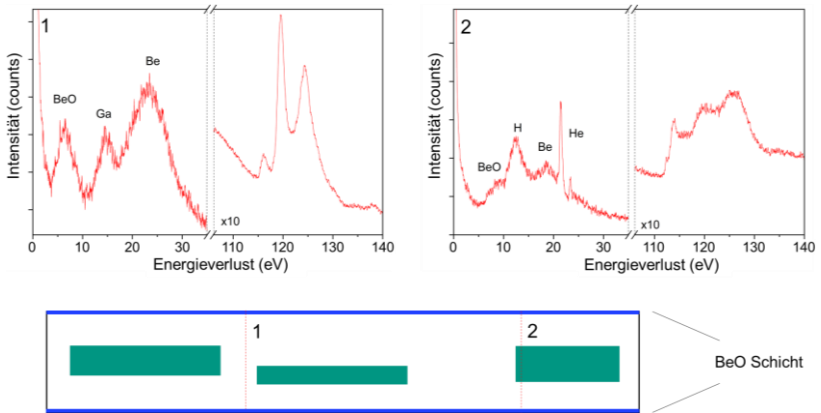 1
Intensität (counts)
BeO
Ga
Be
x10
0 10 20 30 110 120 130 140
Energieverlust (eV)
2
Intensität (counts)
BeO
H
Be
He
x10
0 10 20 30 110 120 130 140
Energieverlust (eV)
1
2
BeO Schicht